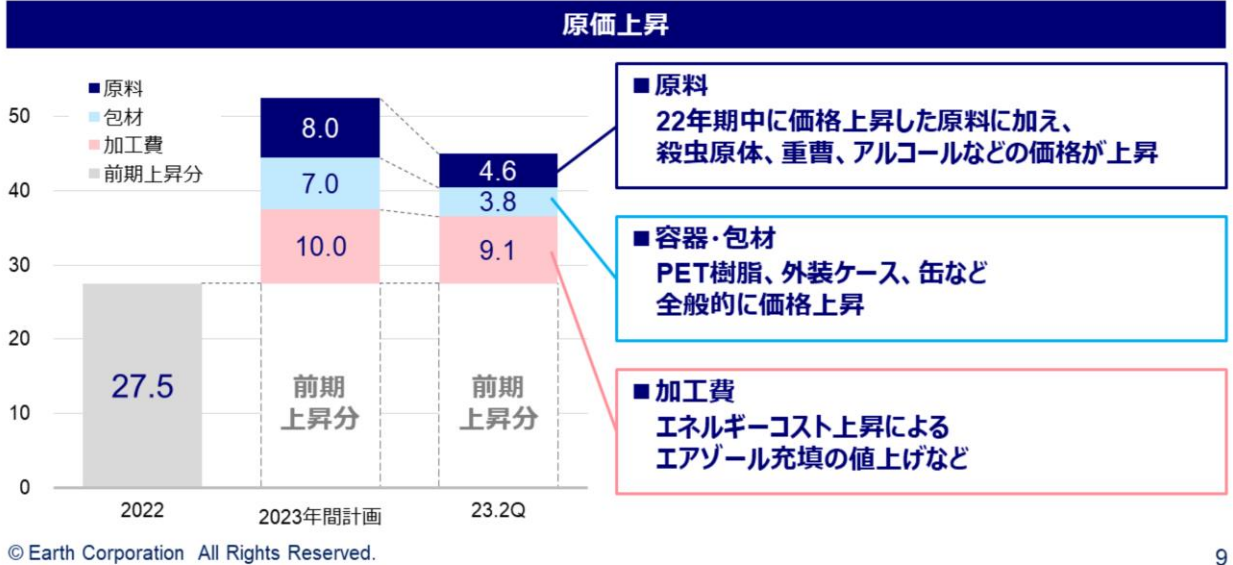 原価上昇
■原料
■包材
■加工費
■前期上昇分
50
40
30
20
10
0
27.5
8.0
7.0
10.0
前期
上昇分
4.6
3.8
9.1
前期
上昇分
2022
2023年間計画
23.2Q
■原料
22年期中に価格上昇した原料に加え、
殺虫原体、重曹、アルコールなどの価格が上昇
■容器・包材
PET樹脂、外装ケース、缶など
全般的に価格上昇
■加工費
エネルギーコスト上昇による
エアゾール充填の値上げなど
© Earth Corporation All Rights Reserved.
9